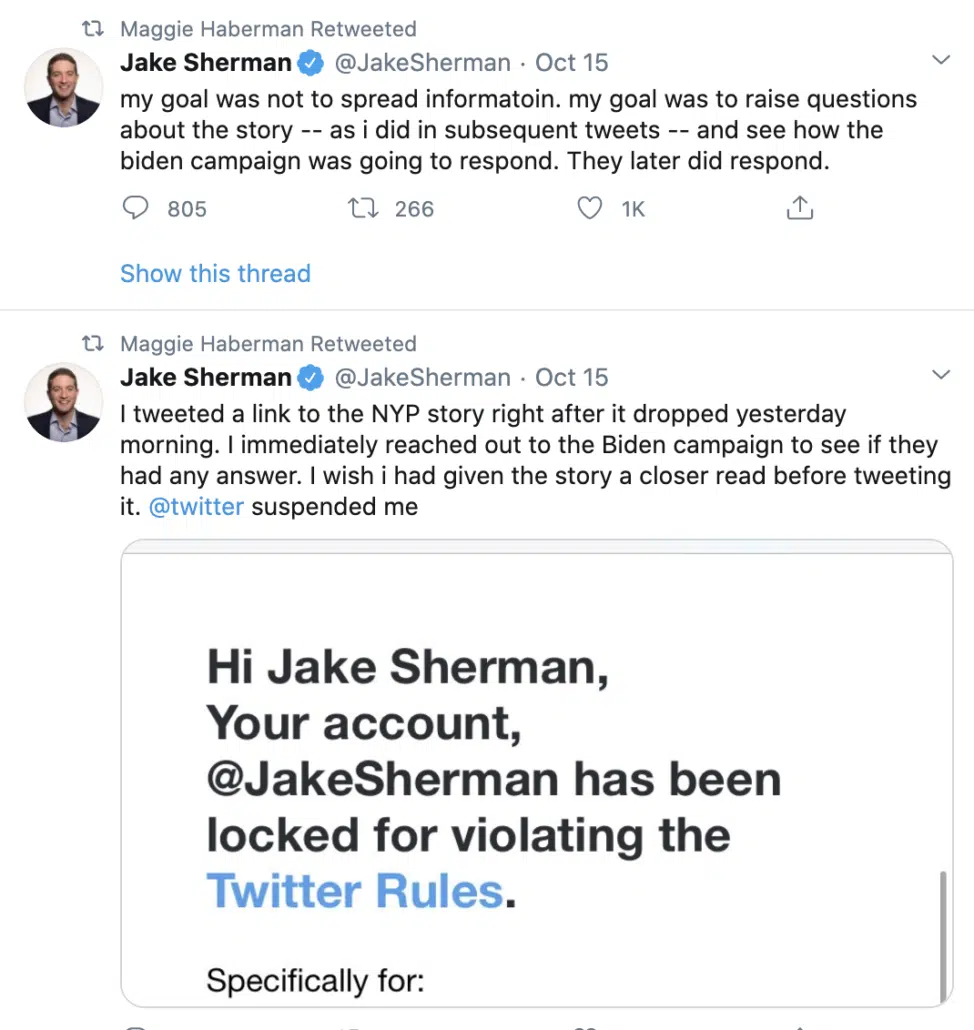 Maggie Haberman Retweeted
Jake Sherman @JakeSherman · Oct 15
my goal was not to spread informatoin. my goal was to raise questions
about the story -- as i did in subsequent tweets -- and see how the
biden campaign was going to respond. They later did respond.
805 266 1K
Show this thread
Maggie Haberman Retweeted
Jake Sherman @JakeSherman · Oct 15
I tweeted a link to the NYP story right after it dropped yesterday
morning. I immediately reached out to the Biden campaign to see if they
had any answer. I wish i had given the story a closer read before tweeting
it. @twitter suspended me
Hi Jake Sherman,
Your account,
@JakeSherman has been
locked for violating the
Twitter Rules.
Specifically for: